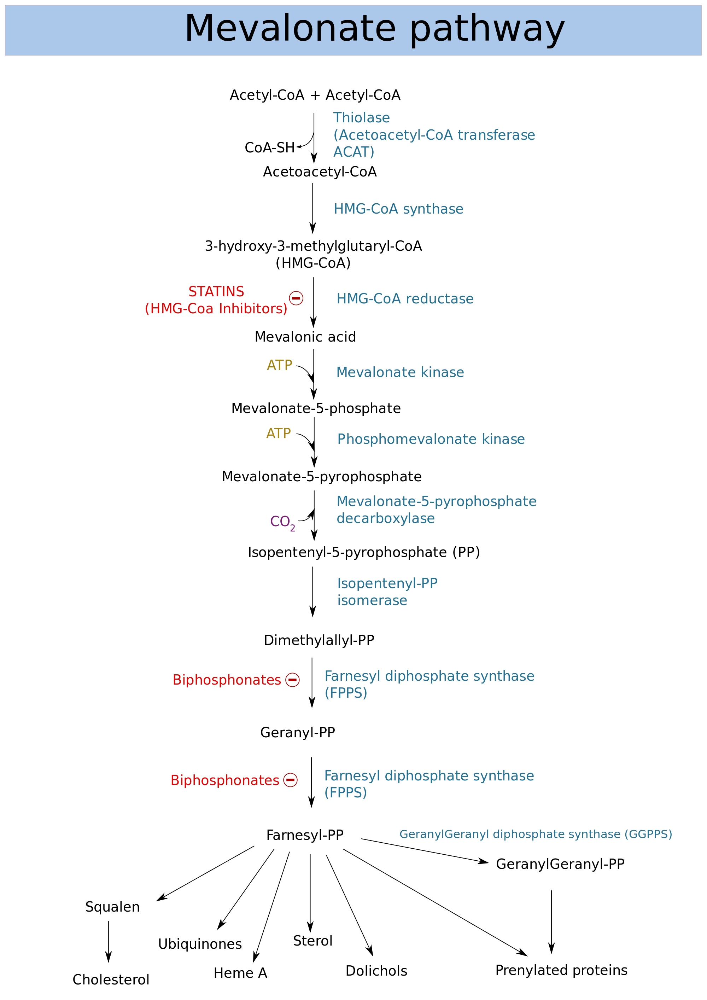 Mevalonate pathway
Acetyl-CoA + Acetyl-CoA
Thiolase
(Acetoacetyl-CoA transferase
ACAT)
CoA-SH
Acetoacetyl-CoA
HMG-CoA synthase
3-hydroxy-3-methylglutaryl-CoA
(HMG-CoA)
STATINS
(HMG-Coa Inhibitors)
HMG-CoA reductase
Mevalonic acid
ATP
Mevalonate kinase
Mevalonate-5-phosphate
ATP
Phosphomevalonate kinase
Mevalonate-5-pyrophosphate
Mevalonate-5-pyrophosphate
decarboxylase
CO2
Isopentenyl-5-pyrophosphate (PP)
Isopentenyl-PP
isomerase
Dimethylallyl-PP
Biphosphonates
Farnesyl diphosphate synthase
(FPPS)
Geranyl-PP
Biphosphonates
Farnesyl diphosphate synthase
(FPPS)
Farnesyl-PP
GeranylGeranyl diphosphate synthase (GGPPS)
GeranylGeranyl-PP
Squalen
Ubiquinones
Sterol
Heme A
Dolichols
Prenylated proteins
Cholesterol